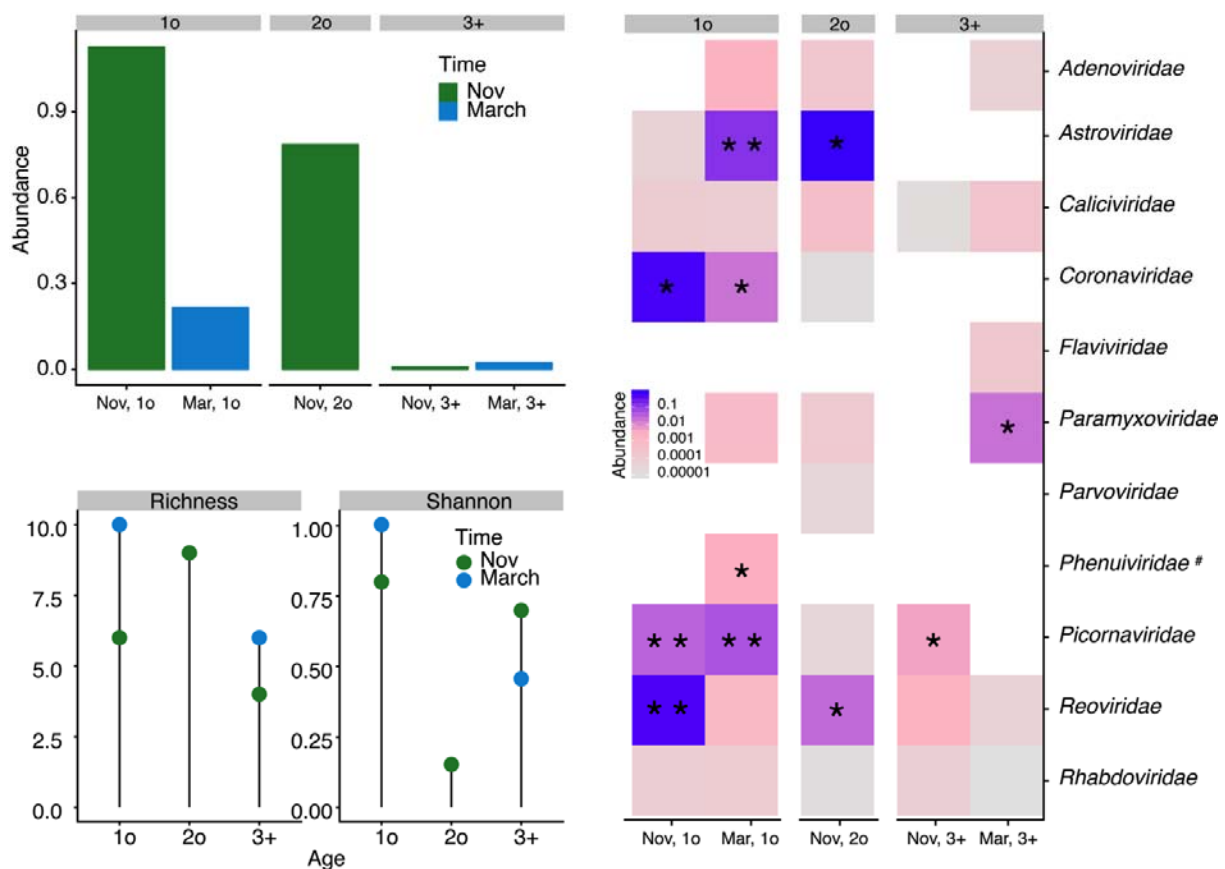 1o 2o 3+
Abundance
0.9
0.6
0.3
0.0
Time
Nov
March
Nov, 1o Mar, 1o Nov, 2o Nov, 3+ Mar, 3+
Richness
10.0
7.5
5.0
2.5
0.0
1o 2o 3+
Shannon
1.00
0.75
0.50
0.25
0.00
Time
Nov
March
1o 2o 3+
Age
1o 2o 3+
Adenoviridae
Astroviridae
* *
*
Caliciviridae
Coronaviridae
*
*
Flaviviridae
Abundance
0.1
0.01
0.001
0.0001
0.00001
Paramyxoviridae
*
Parvoviridae
Phenuiviridae #
*
Picornaviridae
* *
* *
*
Reoviridae
* *
*
Rhabdoviridae
Nov, 1o Mar, 1o Nov, 2o Nov, 3+ Mar, 3+